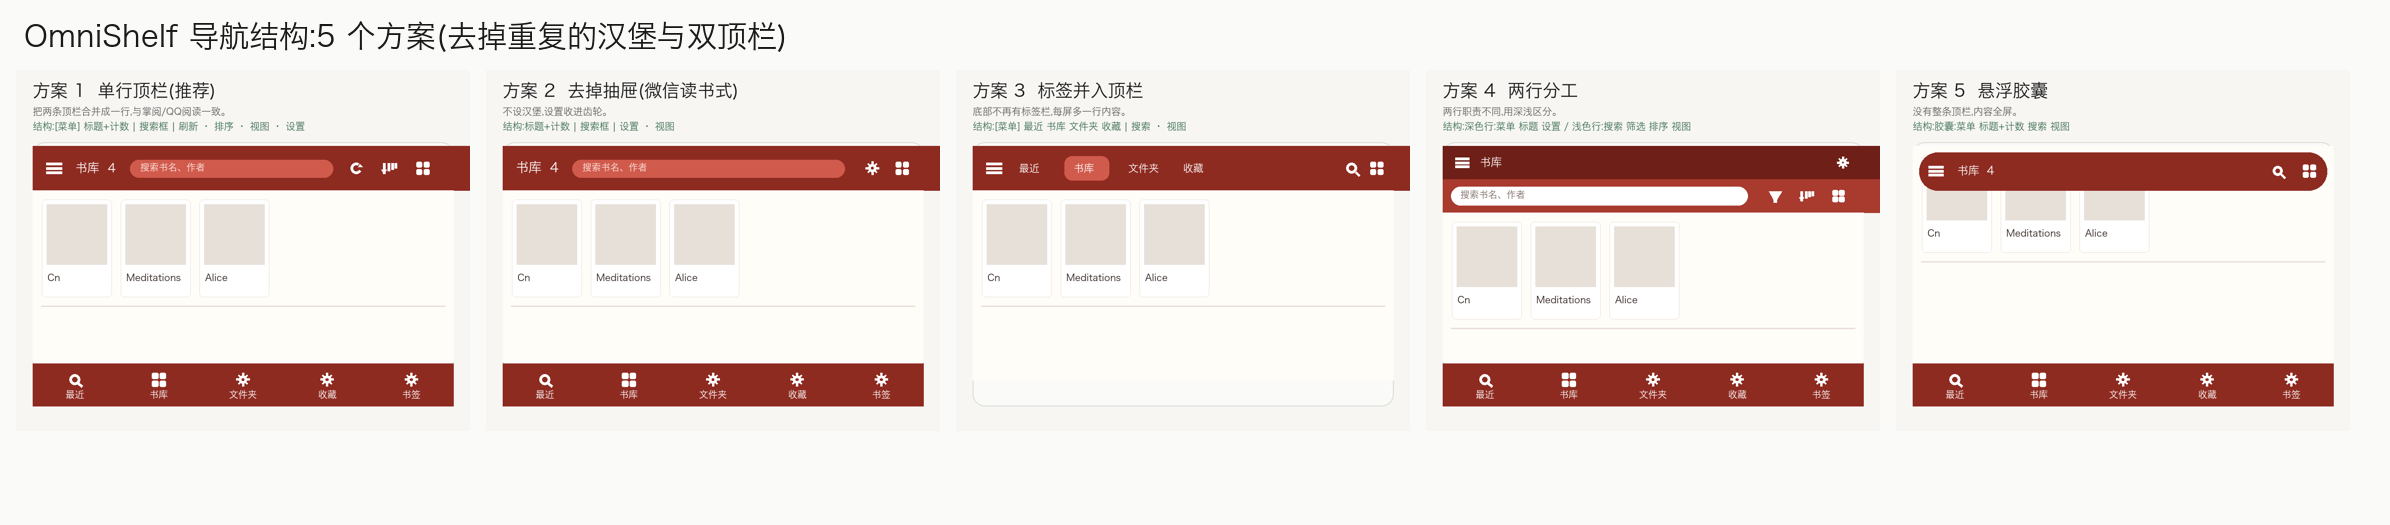 OmniShelf 导航结构:5 个方案(去掉重复的汉堡与双顶栏)
方案 1 单行顶栏(推荐)
把两条顶栏合并成一行,与掌阅/QQ阅读一致。
结构:[菜单] 标题+计数 | 搜索框 | 刷新 · 排序 · 视图 · 设置
书库 4
搜索书名、作者
Cn
Meditations
Alice
最近
书库
文件夹
收藏
书签
方案 2 去掉抽屉(微信读书式)
不设汉堡,设置收进齿轮。
结构:标题+计数 | 搜索框 | 设置 · 视图
书库 4
搜索书名、作者
Cn
Meditations
Alice
最近
书库
文件夹
收藏
书签
方案 3 标签并入顶栏
底部不再有标签栏,每屏多一行内容。
结构:[菜单] 最近 书库 文件夹 收藏 | 搜索 · 视图
最近
书库
文件夹
收藏
Cn
Meditations
Alice
方案 4 两行分工
两行职责不同,用深浅区分。
结构:深色行:菜单 标题 设置 / 浅色行:搜索 筛选 排序 视图
书库
搜索书名、作者
Cn
Meditations
Alice
最近
书库
文件夹
收藏
书签
方案 5 悬浮胶囊
没有整条顶栏,内容全屏。
结构:胶囊:菜单 标题+计数 搜索 视图
书库 4
Cn
Meditations
Alice
最近
书库
文件夹
收藏
书签